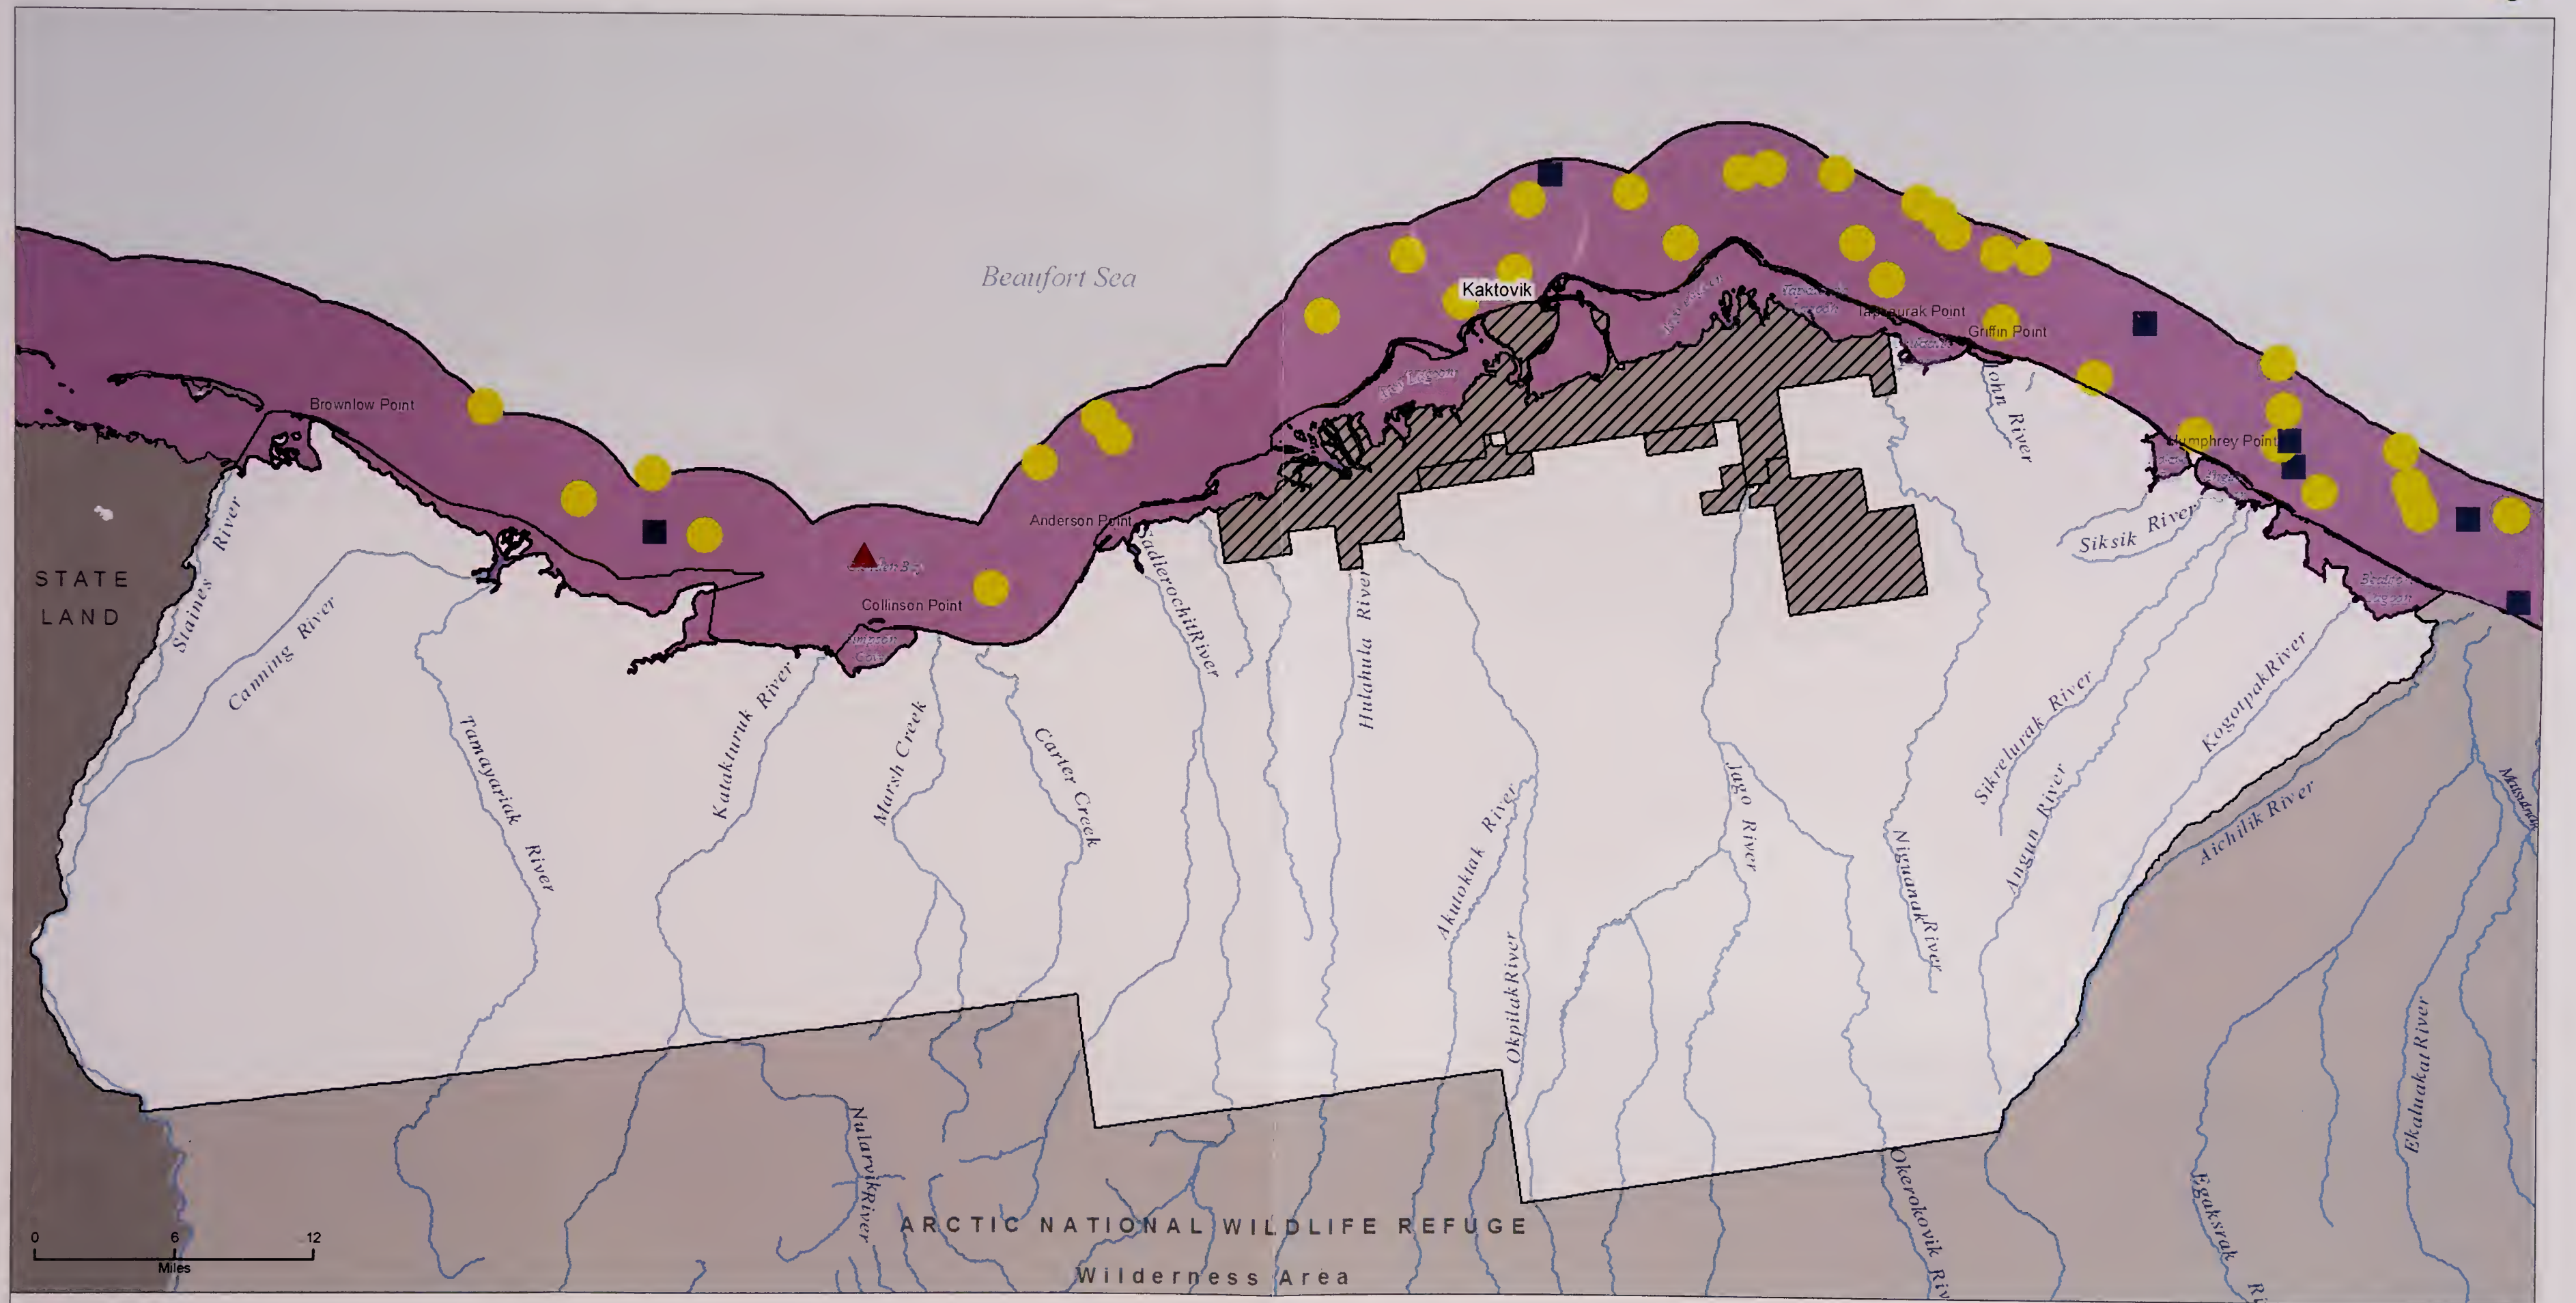 Beaufort Sea
Kaktovik
Brownlow Point
Anderson Point
Collinson Point
Griffin Point
Humphrey Point
STATE
LAND
Staines River
Canning River
Tamayariak River
Katakturuk River
Marsh Creek
Carter Creek
Sadlerochit River
Hulahula River
Akutoktak River
Okpilak River
Jago River
Niguanak River
John River
Siksik River
Sikrelurak River
Angun River
Kogotpak River
Aichilik River
Nularvik River
Okerokovik Riv
Egaksrak Ri
Ekaluakat River
ARCTIC NATIONAL WILDLIFE REFUGE
Wilderness Area
0 6 12
Miles